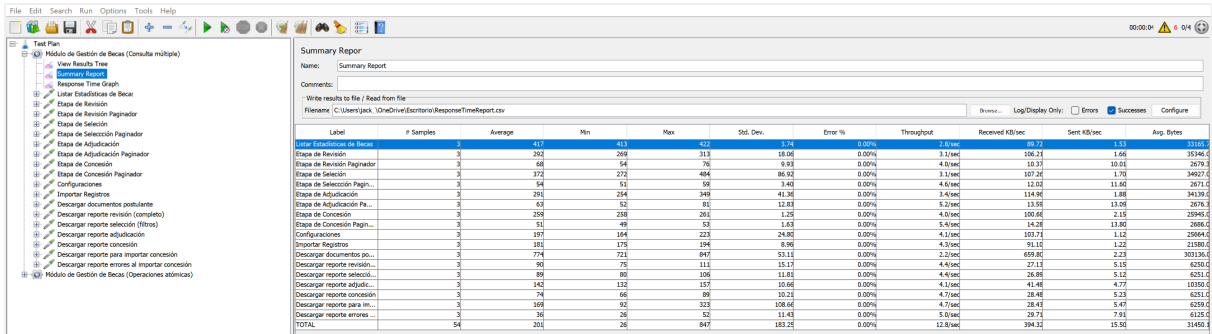 File Edit Search Run Options Tools Help
00:00:04 6 0/4
Test Plan
Módulo de Gestión de Becas (Consulta múltiple)
View Results Tree
Summary Report
Response Time Graph
Listar Estadísticas de Becas
Etapa de Revisión
Etapa de Revisión Paginador
Etapa de Seleción
Etapa de Seleccción Paginador
Etapa de Adjudicación
Etapa de Adjudicación Paginador
Etapa de Concesión
Etapa de Concesión Paginador
Configuraciones
Importar Registros
Descargar documentos postulante
Descargar reporte revisión (completo)
Descargar reporte selección (filtros)
Descargar reporte adjudicación
Descargar reporte concesión
Descargar reporte para importar concesión
Descargar reporte errores al importar concesión
Módulo de Gestión de Becas (Operaciones atómicas)
Summary Repor
Name: Summary Report
Comments:
Write results to file / Read from file
Filename C:\Users\jack_\OneDrive\Escritorio\ResponseTimeReport.csv Browse... Log/Display Only: Errors Successes Configure
Label # Samples Average Min Max Std. Dev. Error % Throughput Received KB/sec Sent KB/sec Avg. Bytes
Listar Estadísticas de Becas 3 417 413 422 3.74 0.00% 2.8/sec 89.72 1.53 33165.7
Etapa de Revisión 3 292 269 313 18.06 0.00% 3.1/sec 106.21 1.66 35346.0
Etapa de Revisión Paginador 3 68 54 76 9.93 0.00% 4.0/sec 10.37 10.01 2679.3
Etapa de Seleción 3 372 272 484 86.92 0.00% 3.1/sec 107.26 1.70 34927.0
Etapa de Seleccción Pagin... 3 54 51 59 3.40 0.00% 4.6/sec 12.02 11.60 2671.0
Etapa de Adjudicación 3 291 254 349 41.36 0.00% 3.4/sec 114.96 1.88 34139.0
Etapa de Adjudicación Pa... 3 63 52 81 12.83 0.00% 5.2/sec 13.59 13.09 2676.3
Etapa de Concesión 3 259 258 261 1.25 0.00% 4.0/sec 100.68 2.15 25945.0
Etapa de Concesión Pagin... 3 51 49 53 1.63 0.00% 5.4/sec 14.28 13.80 2686.0
Configuraciones 3 197 164 223 24.80 0.00% 4.1/sec 103.71 1.12 25664.0
Importar Registros 3 181 175 194 8.96 0.00% 4.3/sec 91.10 1.22 21580.0
Descargar documentos po... 3 774 721 847 53.11 0.00% 2.2/sec 659.80 2.23 303136.0
Descargar reporte revisión... 3 90 75 111 15.17 0.00% 4.4/sec 27.13 5.15 6250.0
Descargar reporte selecció... 3 89 80 106 11.81 0.00% 4.4/sec 26.89 5.12 6251.0
Descargar reporte adjudic... 3 142 132 157 10.66 0.00% 4.1/sec 41.48 4.77 10350.0
Descargar reporte concesión 3 74 66 89 10.21 0.00% 4.7/sec 28.48 5.23 6251.0
Descargar reporte para im... 3 169 92 323 108.66 0.00% 4.7/sec 28.43 5.47 6259.0
Descargar reporte errores ... 3 36 26 52 11.43 0.00% 5.0/sec 29.71 7.91 6125.0
TOTAL 54 201 26 847 183.25 0.00% 12.8/sec 394.32 15.50 31450.1